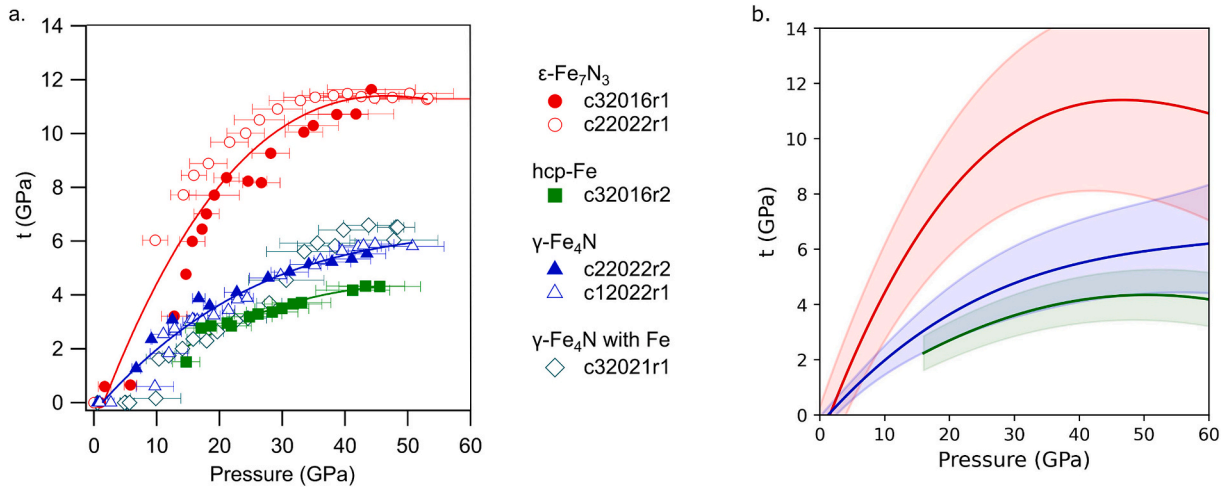 a.
14
12
10
8
6
4
2
0
t (GPa)
0
10
20
30
40
50
60
Pressure (GPa)
ε-Fe₇N₃
c32016r1
c22022r1
hcp-Fe
c32016r2
γ-Fe₄N
c22022r2
c12022r1
γ-Fe₄N with Fe
c32021r1
b.
14
12
10
8
6
4
2
0
t (GPa)
0
10
20
30
40
50
60
Pressure (GPa)